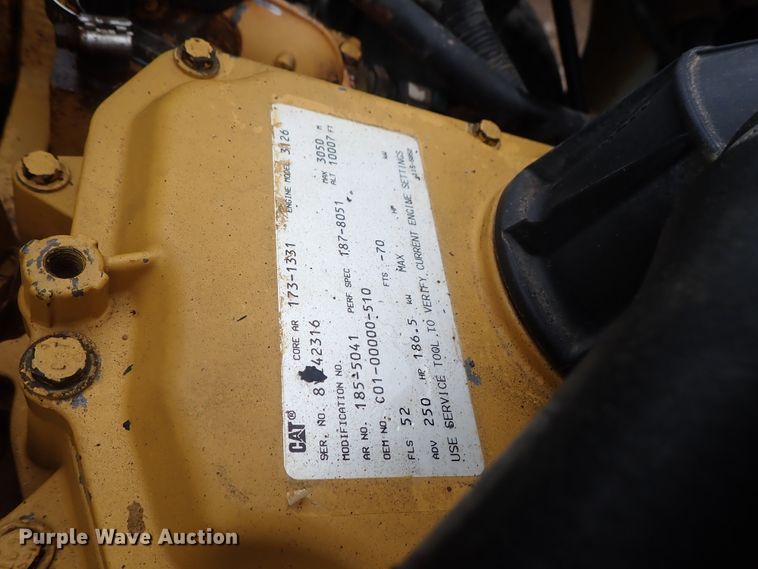 CAT®
SER. NO. 8 42316 CORE AR 173-1331 ENGINE MODEL 3126
MODIFICATION NO.
AR NO. 185-5041 PERF SPEC 187-8051 MAX ALT 3050 M 10007 FT
OEM NO. C01-00000-510
FLS 52 FTS -70
ADV 250 HP 186.5 KW MAX HP KW
USE SERVICE TOOL TO VERIFY CURRENT ENGINE SETTINGS
Purple Wave Auction